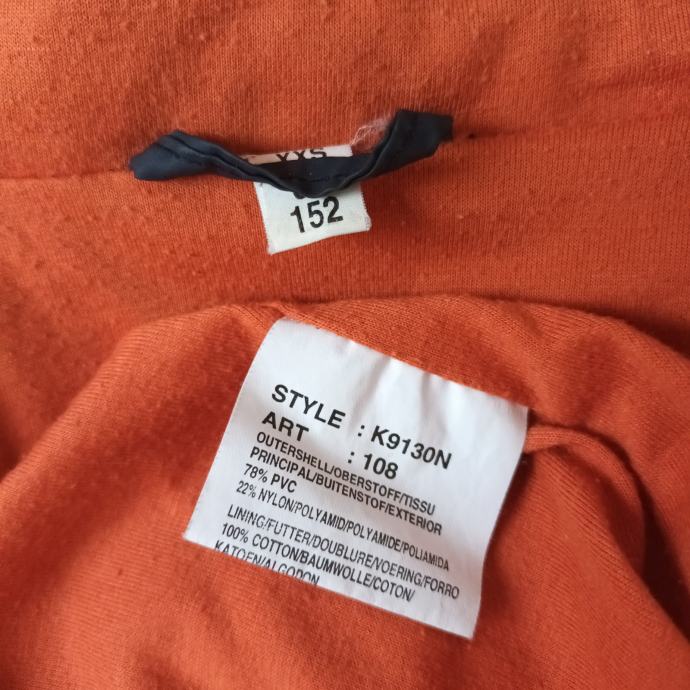 XXS
152
STYLE : K9130N
ART : 108
OUTERSHELL/OBERSTOFF/TISSU
PRINCIPAL/BUITENSTOF/EXTERIOR
78% PVC
22% NYLON/POLYAMID/POLYAMIDE/POLIAMIDA
LINING/FUTTER/DOUBLURE/VOERING/FORRO
100% COTTON/BAUMWOLLE/COTON/
KATOEN/ALGODON